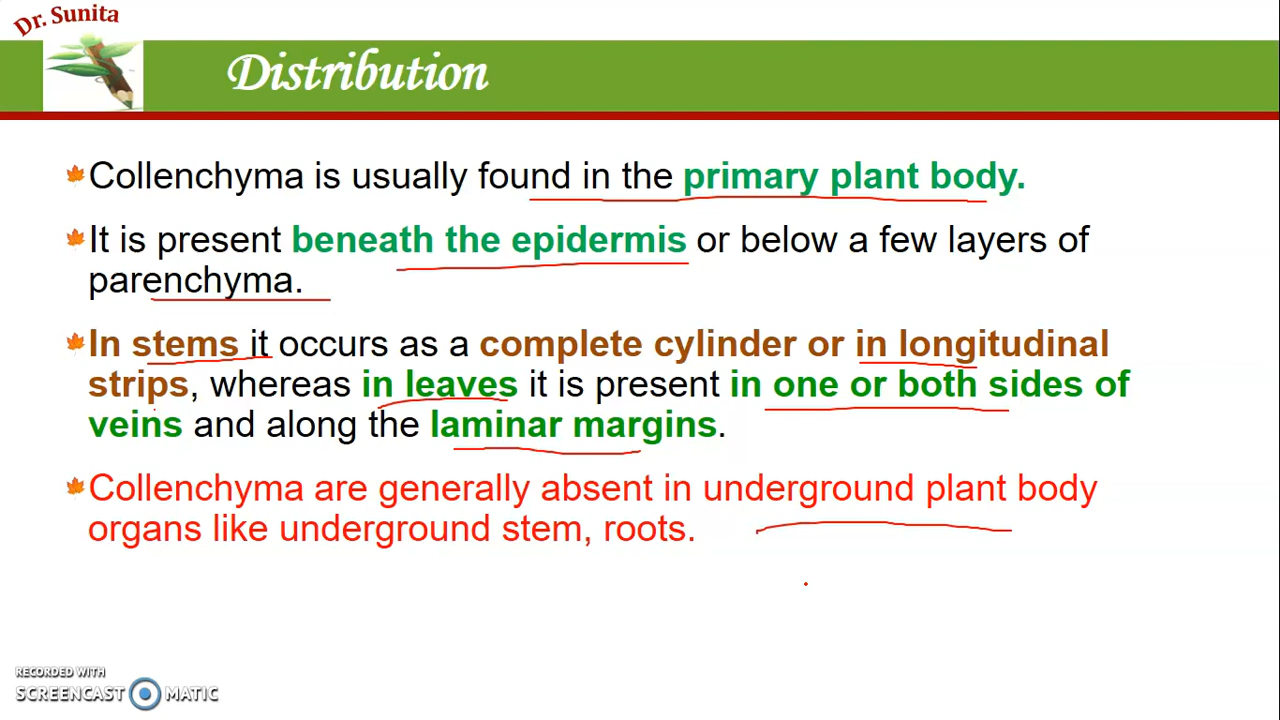 Dr. Sunita
Distribution
Collenchyma is usually found in the primary plant body.
It is present beneath the epidermis or below a few layers of
parenchyma.
In stems it occurs as a complete cylinder or in longitudinal
strips, whereas in leaves it is present in one or both sides of
veins and along the laminar margins.
Collenchyma are generally absent in underground plant body
organs like underground stem, roots.
RECORDED WITH
SCREENCAST MATIC